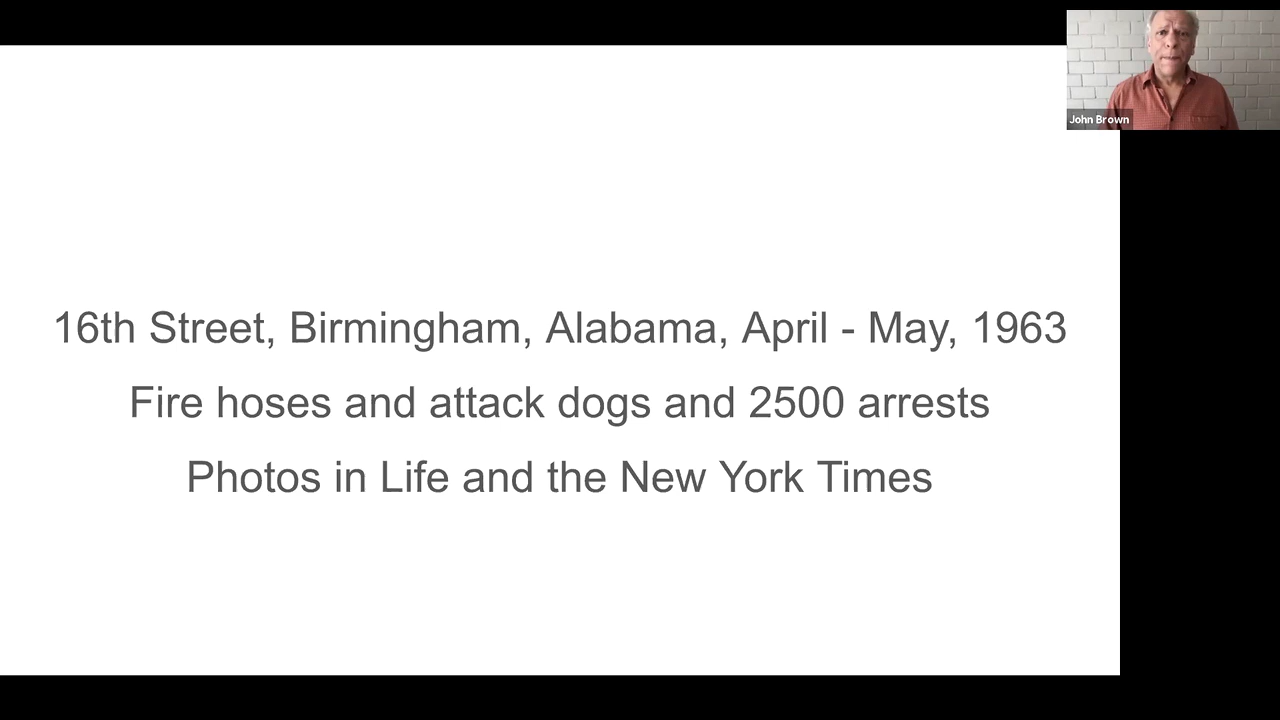 John Brown
16th Street, Birmingham, Alabama, April - May, 1963
Fire hoses and attack dogs and 2500 arrests
Photos in Life and the New York Times